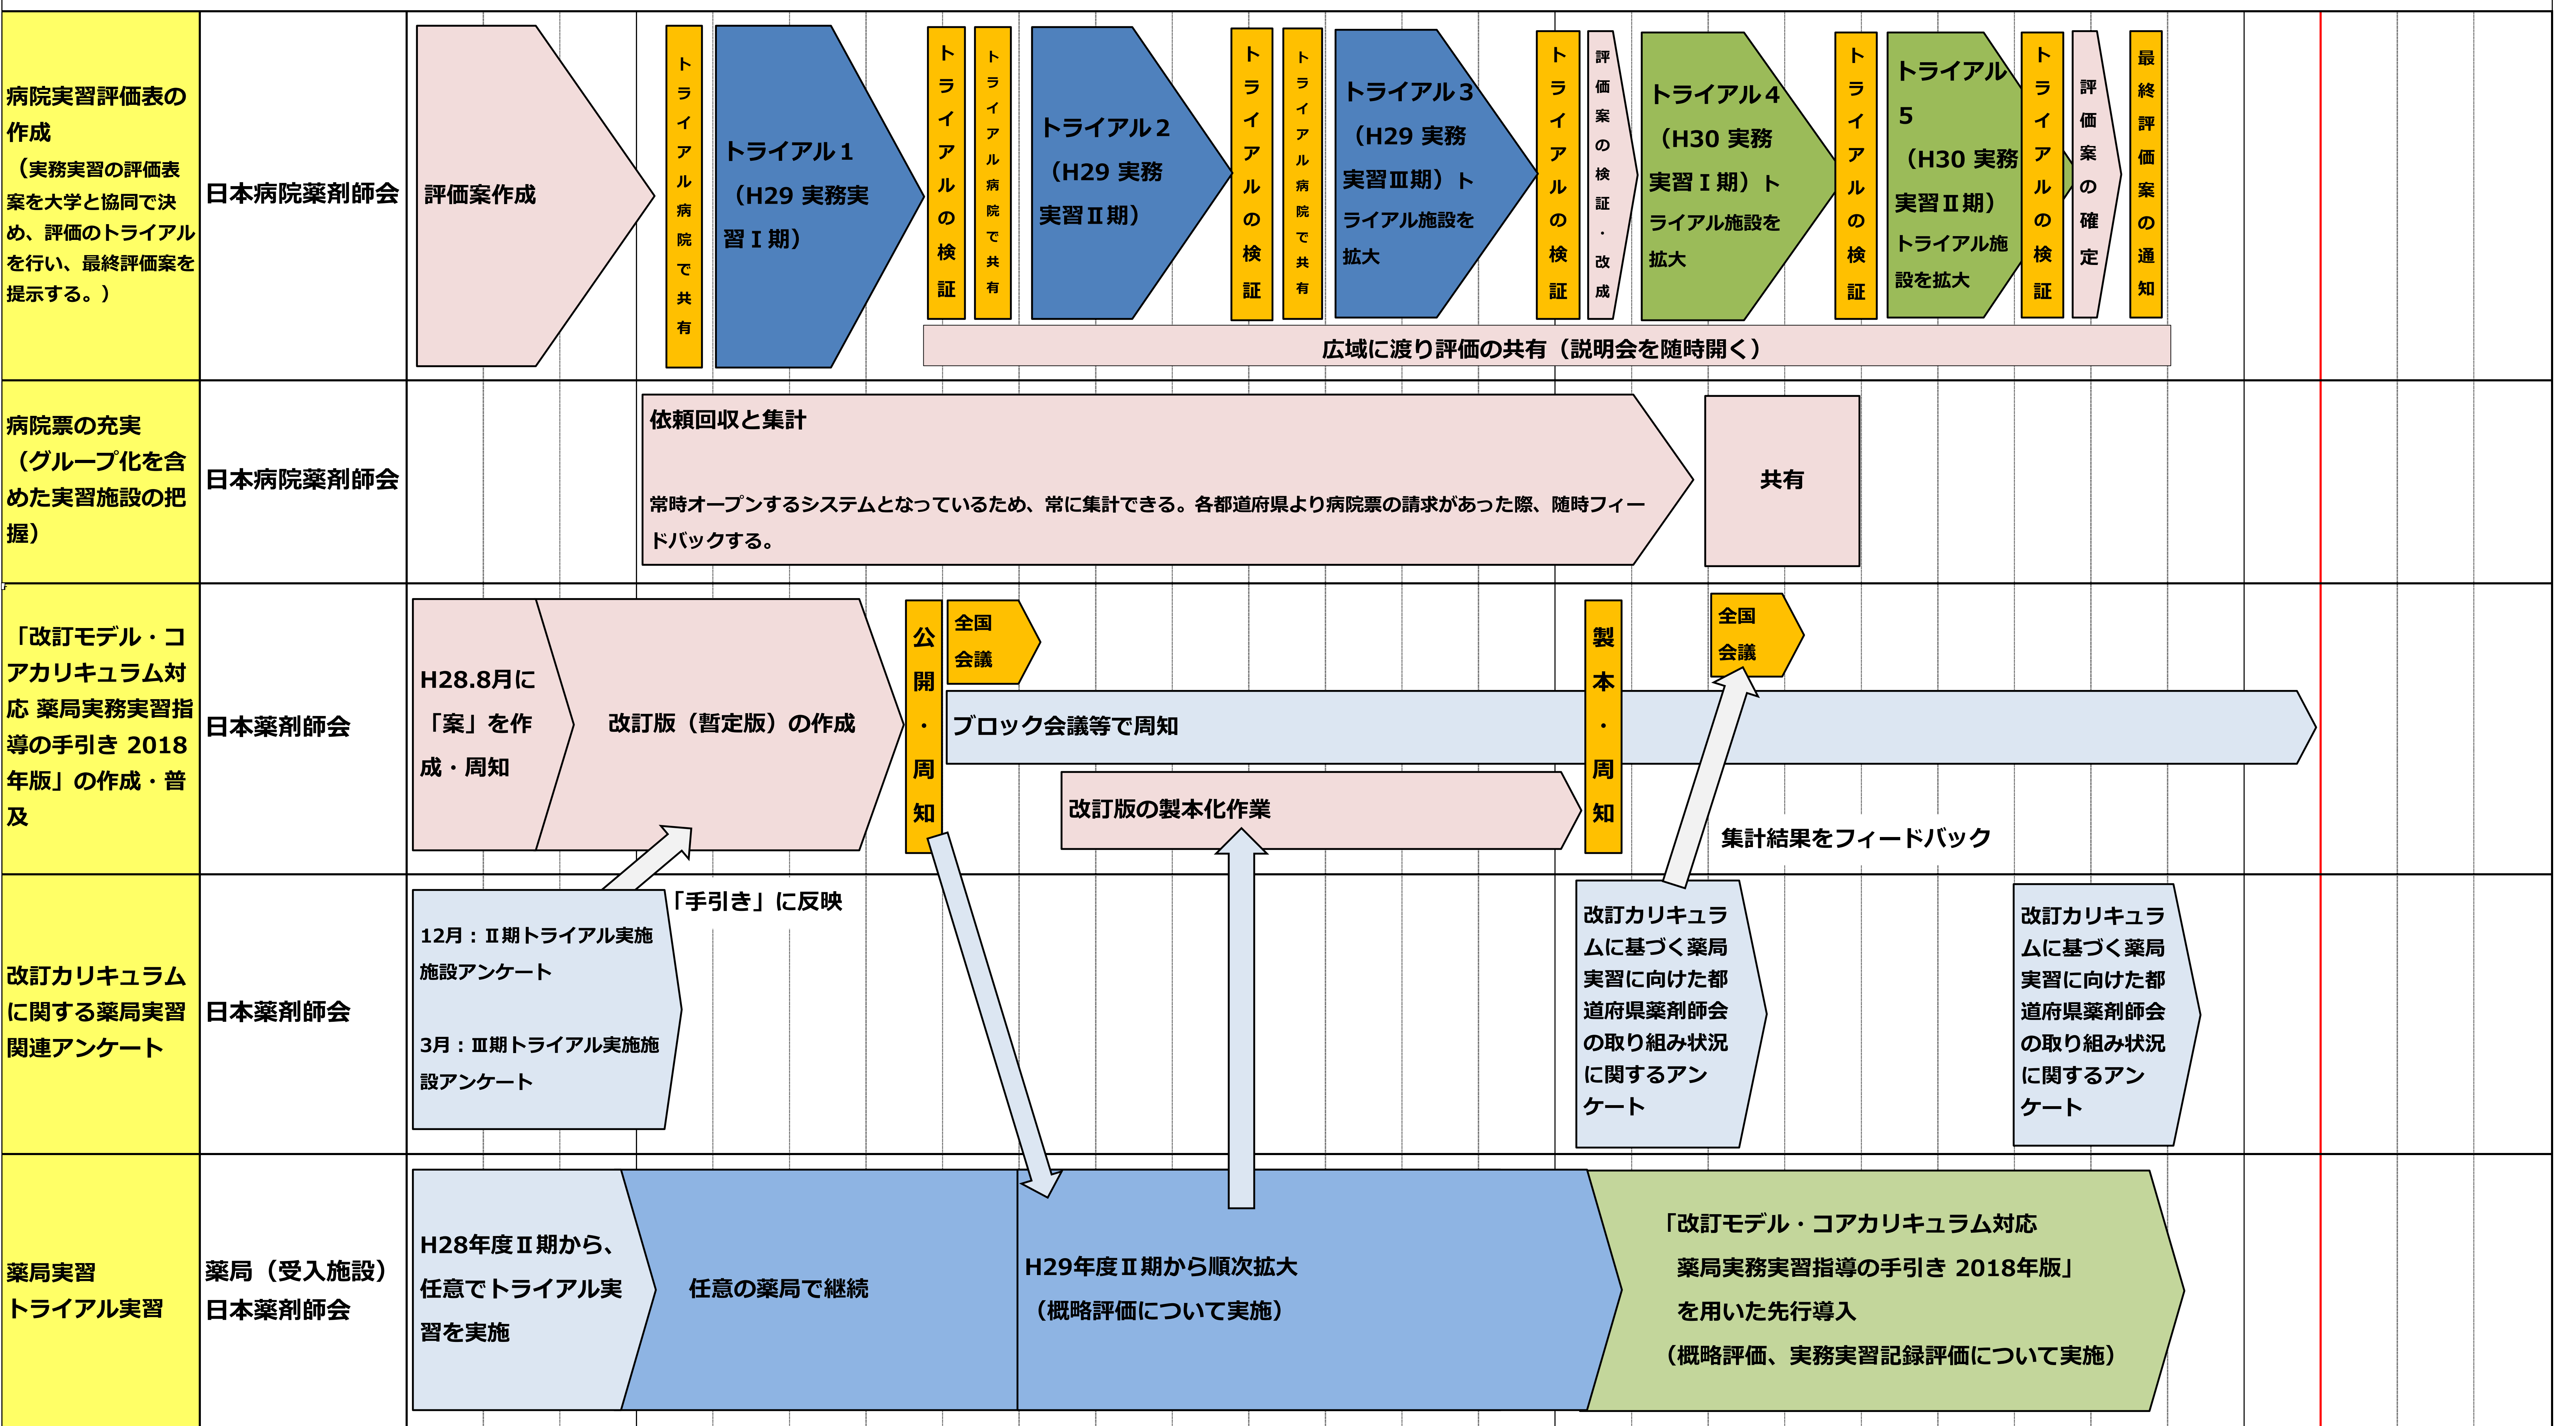 病院実習評価表の
作成
（実務実習の評価表
案を大学と協同で決
め、評価のトライアル
を行い、最終評価案を
提示する。）
日本病院薬剤師会
評価案作成
トライアル病院で共有
トライアル１
（H29 実務実
習Ⅰ期）
トライアルの検証
トライアル病院で共有
トライアル２
（H29 実務
実習Ⅱ期）
トライアルの検証
トライアル病院で共有
トライアル３
（H29 実務
実習Ⅲ期）ト
ライアル施設を
拡大
トライアルの検証
評価案の検証・改成
トライアル４
（H30 実務
実習Ⅰ期）ト
ライアル施設を
拡大
トライアルの検証
トライアル
５
（H30 実務
実習Ⅱ期）
トライアル施
設を拡大
トライアルの検証
評価案の確定
最終評価案の通知
広域に渡り評価の共有（説明会を随時開く）
病院票の充実
（グループ化を含
めた実習施設の把
握）
日本病院薬剤師会
依頼回収と集計
常時オープンするシステムとなっているため、常に集計できる。各都道府県より病院票の請求があった際、随時フィー
ドバックする。
共有
「改訂モデル・コ
アカリキュラム対
応 薬局実務実習指
導の手引き 2018
年版」の作成・普
及
日本薬剤師会
H28.8月に
「案」を作
成・周知
改訂版（暫定版）の作成
公開・周知
全国
会議
ブロック会議等で周知
改訂版の製本化作業
製本・周知
全国
会議
集計結果をフィードバック
改訂カリキュラム
に関する薬局実習
関連アンケート
日本薬剤師会
12月：Ⅱ期トライアル実施
施設アンケート
3月：Ⅲ期トライアル実施施
設アンケート
「手引き」に反映
改訂カリキュラ
ムに基づく薬局
実習に向けた都
道府県薬剤師会
の取り組み状況
に関するアン
ケート
改訂カリキュラ
ムに基づく薬局
実習に向けた都
道府県薬剤師会
の取り組み状況
に関するアン
ケート
薬局実習
トライアル実習
薬局（受入施設）
日本薬剤師会
H28年度Ⅱ期から、
任意でトライアル実
習を実施
任意の薬局で継続
H29年度Ⅱ期から順次拡大
（概略評価について実施）
「改訂モデル・コアカリキュラム対応
薬局実務実習指導の手引き 2018年版」
を用いた先行導入
（概略評価、実務実習記録評価について実施）